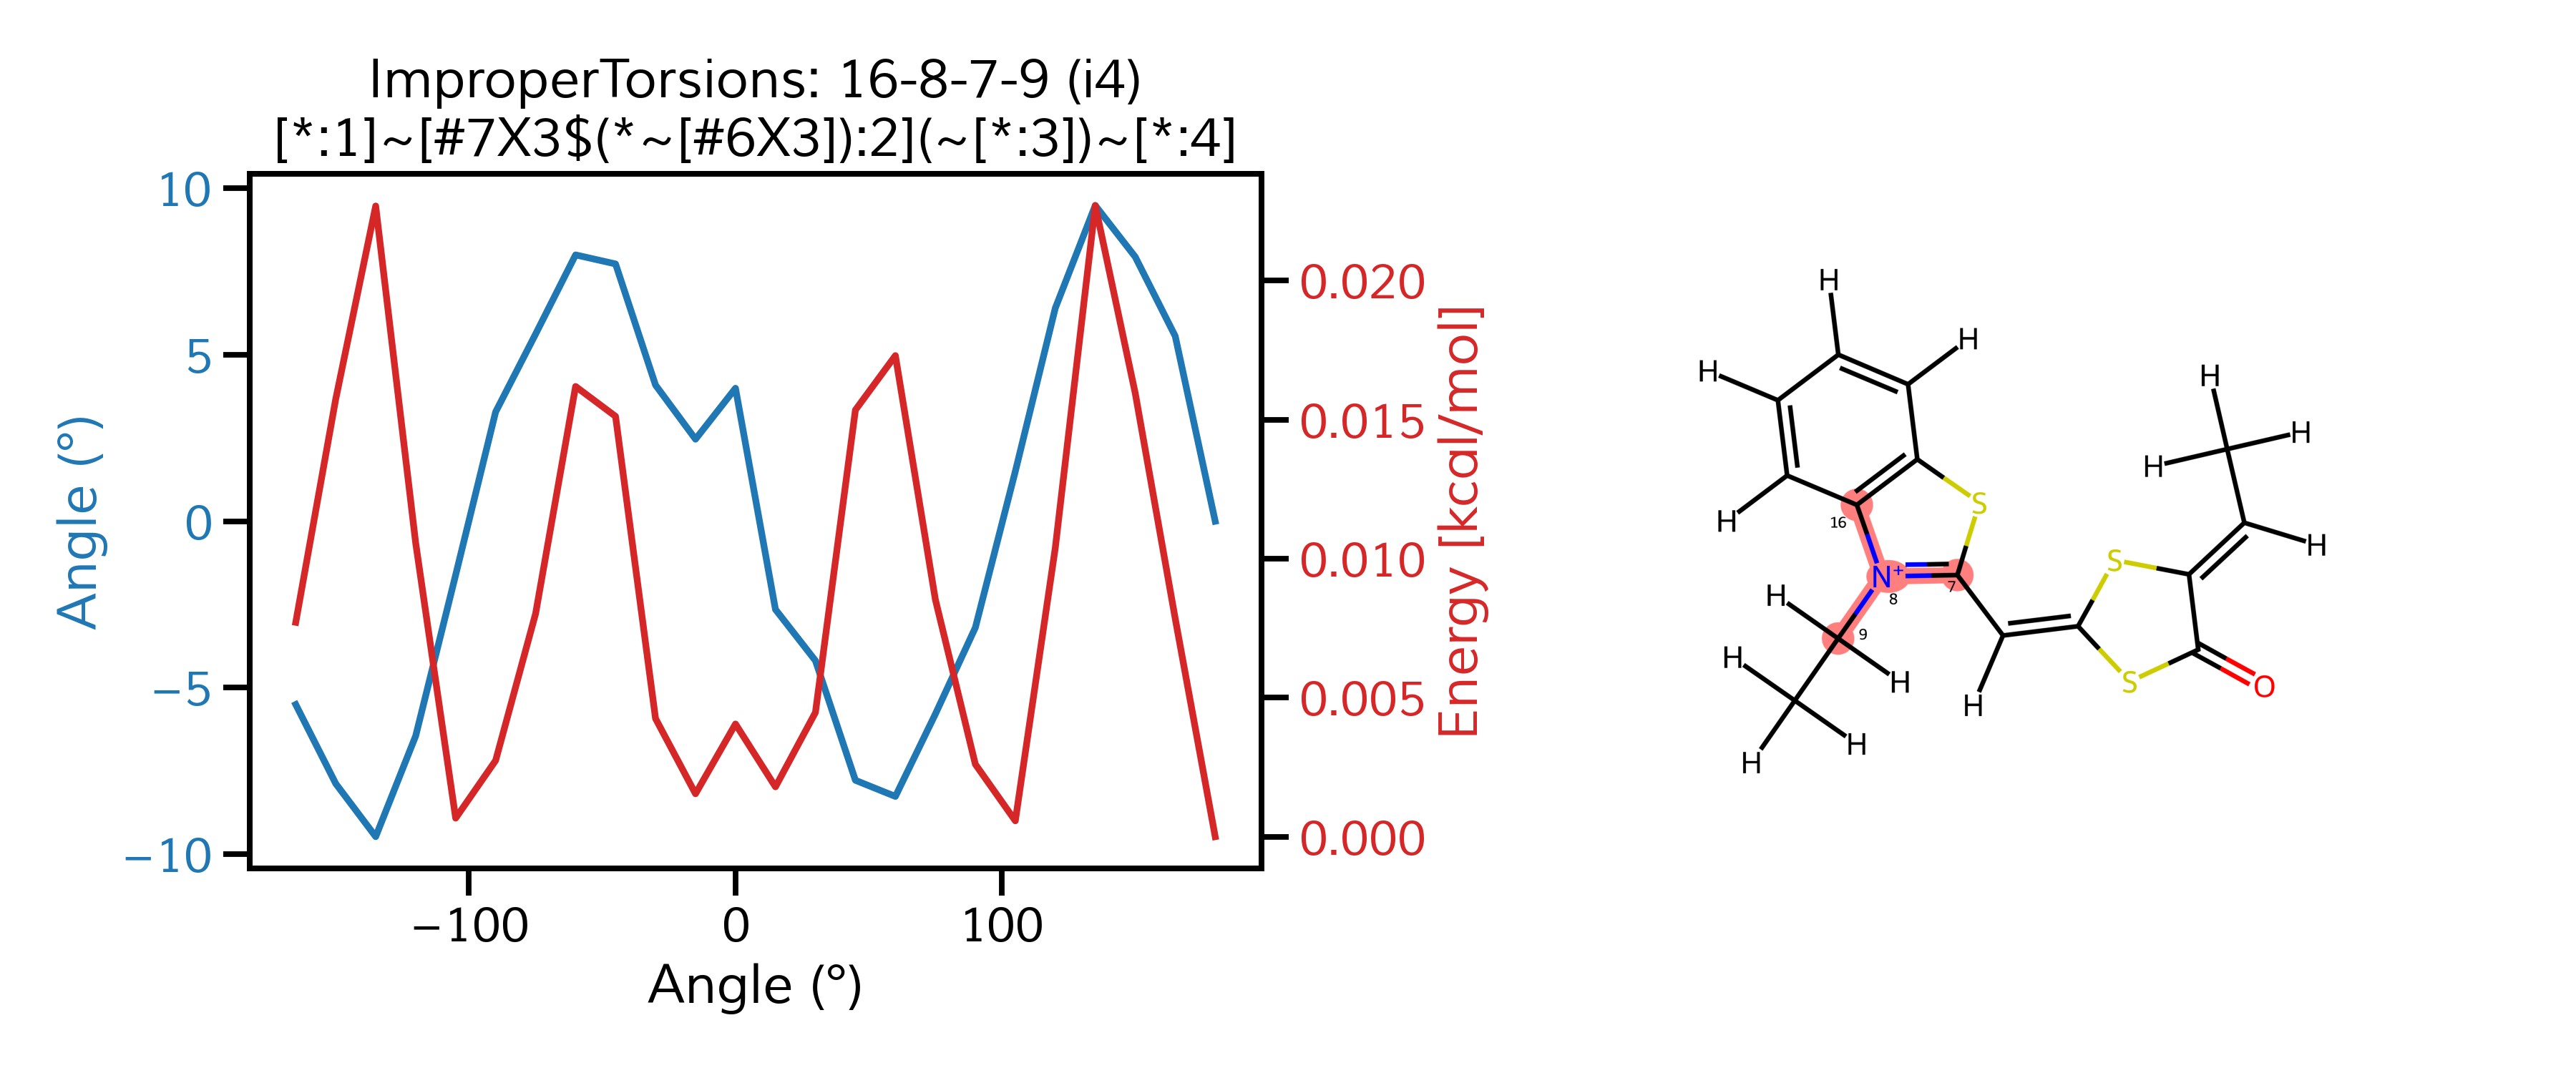 ImproperTorsions: 16-8-7-9 (i4)
[*:1]~[#7X3$(*~[#6X3]):2](~[*:3])~[*:4]
10
5
0
−5
−10
Angle (°)
0.020
0.015
0.010
0.005
0.000
Energy [kcal/mol]
−100
0
100
Angle (°)
H
H
H
H
H
H
H
S
16
S
H
N+
8
7
H
9
H
H
S
O
H
H
H
H